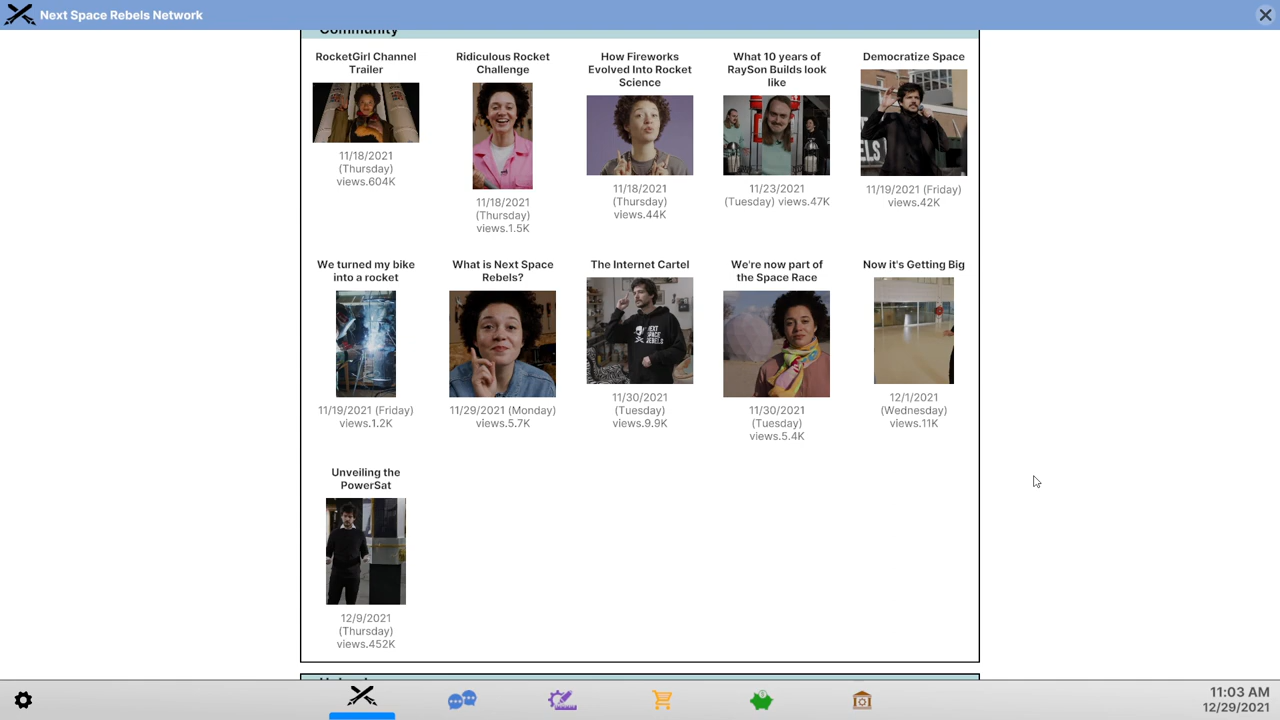 Next Space Rebels Network
Community
RocketGirl Channel
Trailer
11/18/2021
(Thursday)
views.604K
Ridiculous Rocket
Challenge
11/18/2021
(Thursday)
views.1.5K
How Fireworks
Evolved Into Rocket
Science
11/18/2021
(Thursday)
views.44K
What 10 years of
RaySon Builds look
like
11/23/2021
(Tuesday) views.47K
Democratize Space
11/19/2021 (Friday)
views.42K
We turned my bike
into a rocket
11/19/2021 (Friday)
views.1.2K
What is Next Space
Rebels?
11/29/2021 (Monday)
views.5.7K
The Internet Cartel
NEXT
SPACE
REBELS
11/30/2021
(Tuesday)
views.9.9K
We're now part of
the Space Race
11/30/2021
(Tuesday)
views.5.4K
Now it's Getting Big
12/1/2021
(Wednesday)
views.11K
Unveiling the
PowerSat
12/9/2021
(Thursday)
views.452K
11:03 AM
12/29/2021